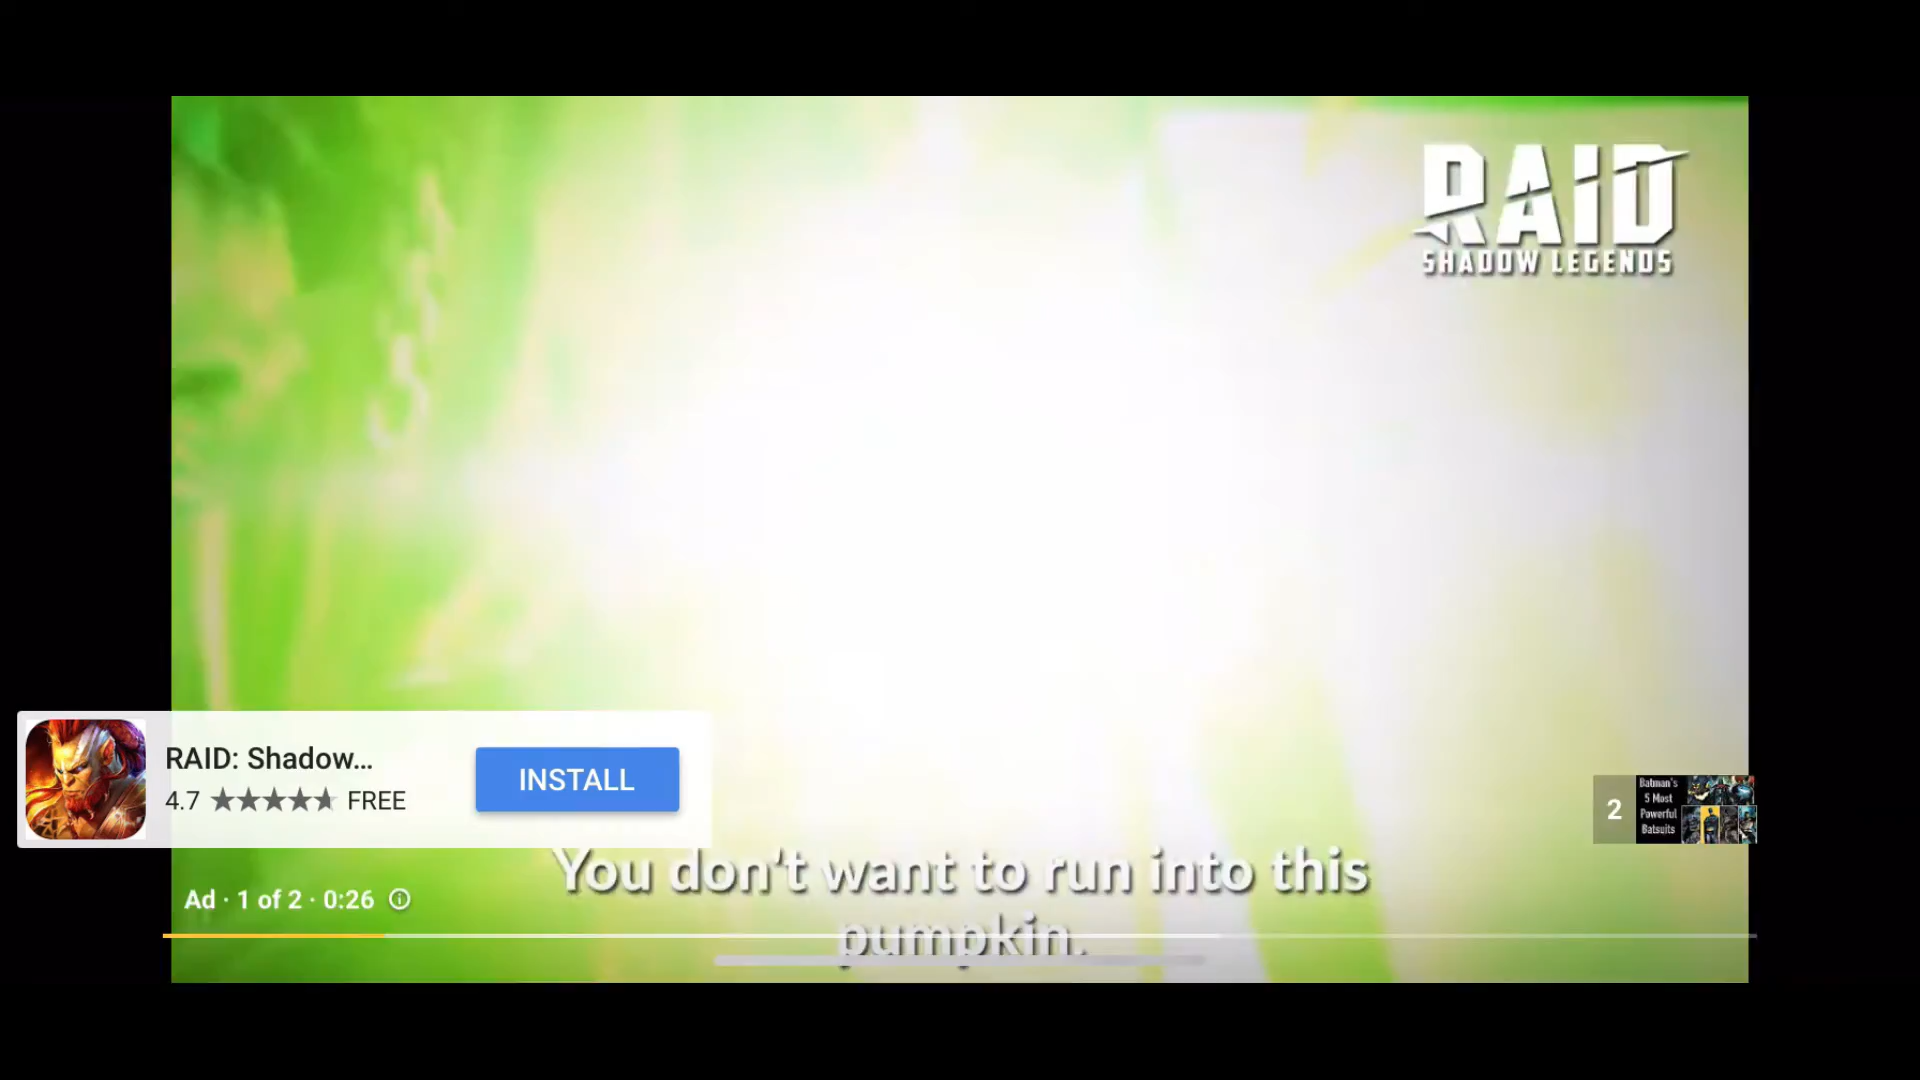 RAID
SHADOW LEGENDS
RAID: Shadow...
4.7 ★★★★★ FREE
INSTALL
2
Batman's
5 Most
Powerful
Batsuits
You don't want to run into this
pumpkin.
Ad · 1 of 2 · 0:26